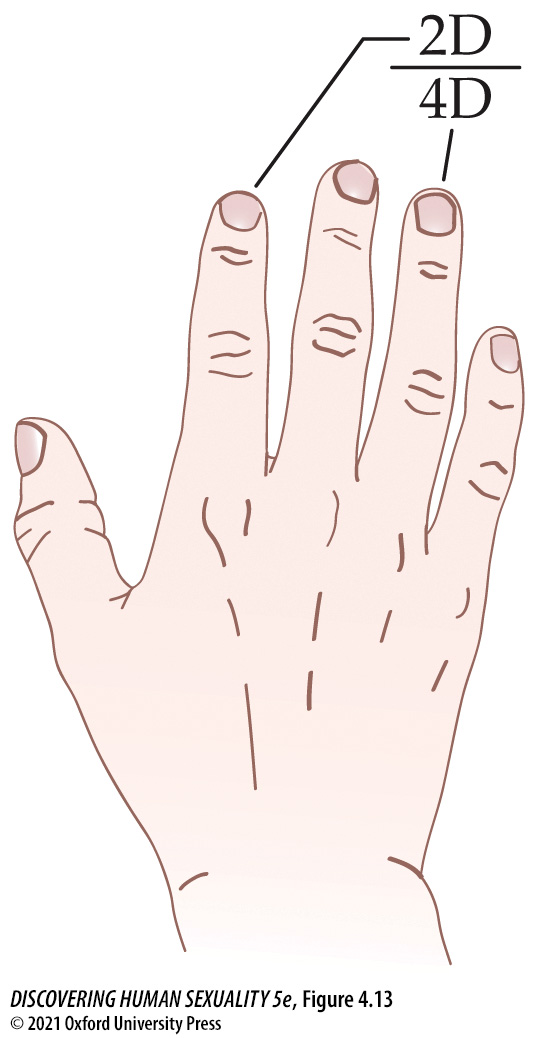 2D
4D
DISCOVERING HUMAN SEXUALITY 5e, Figure 4.13
© 2021 Oxford University Press